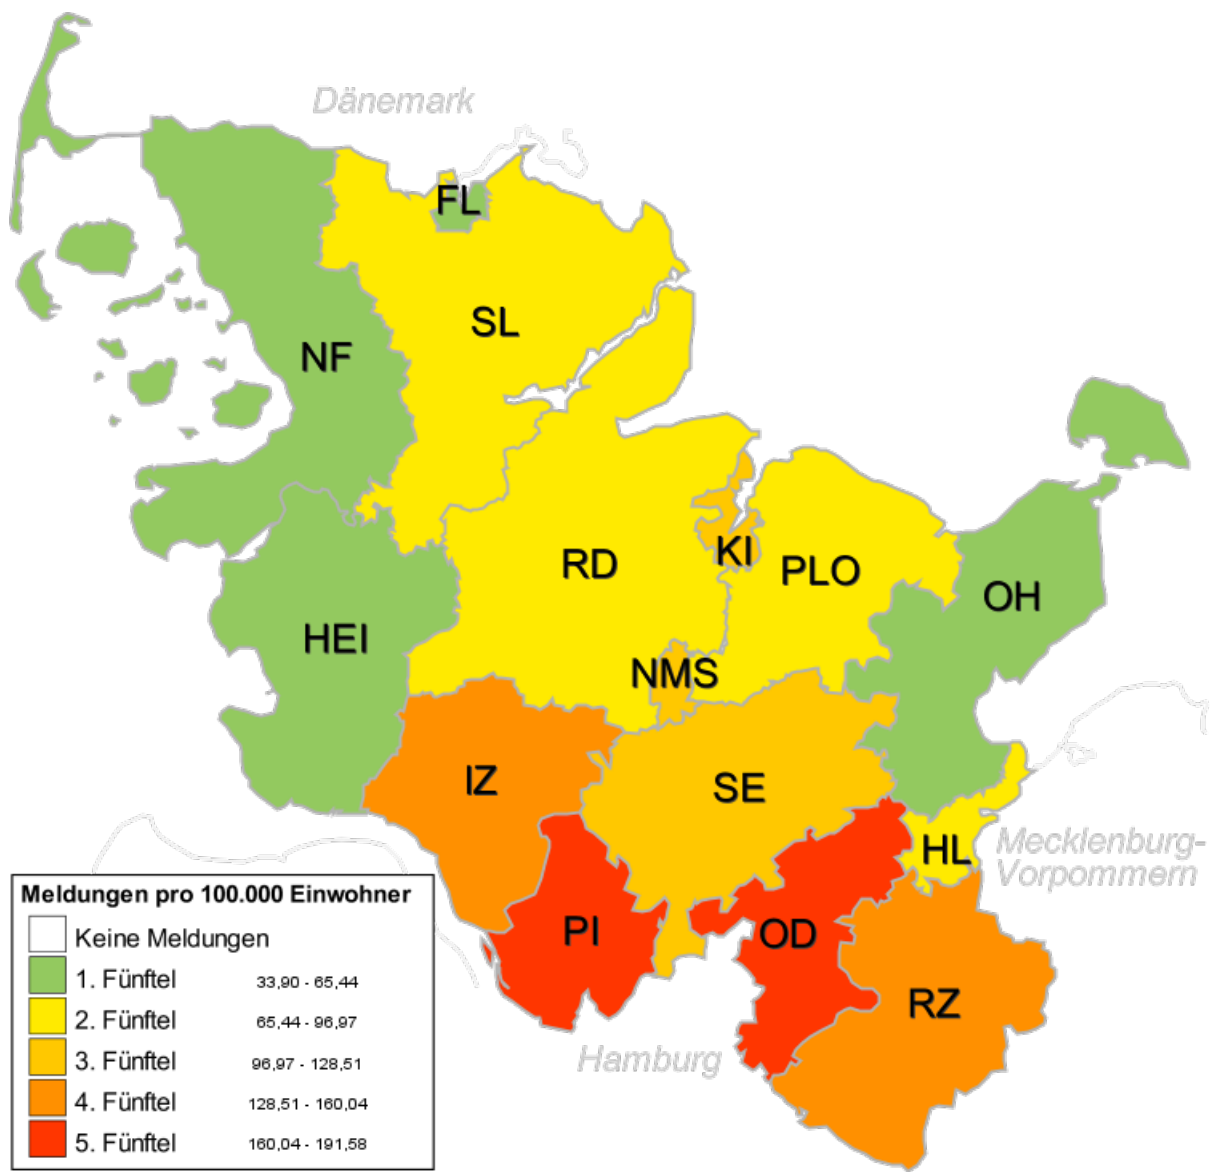 Dänemark
FL
SL
NF
RD
KI
PLO
OH
HEI
NMS
IZ
SE
HL
Mecklenburg-
Vorpommern
PI
OD
RZ
Hamburg
Meldungen pro 100.000 Einwohner
Keine Meldungen
1. Fünftel 33,90 - 65,44
2. Fünftel 65,44 - 96,97
3. Fünftel 96,97 - 128,51
4. Fünftel 128,51 - 160,04
5. Fünftel 160,04 - 191,58